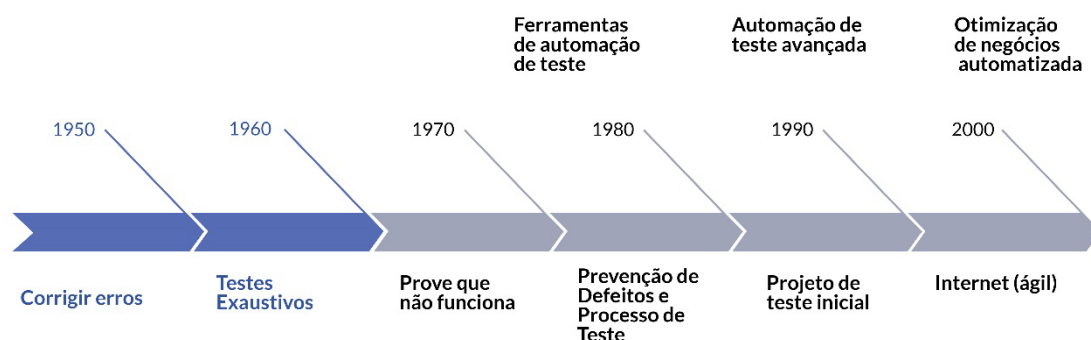 Ferramentas
de automação
de teste
Automação de
teste avançada
Otimização
de negócios
automatizada
1950
1960
1970
1980
1990
2000
Corrigir erros
Testes
Exaustivos
Prove que
não funciona
Prevenção de
Defeitos e
Processo de
Teste
Projeto de
teste inicial
Internet (ágil)